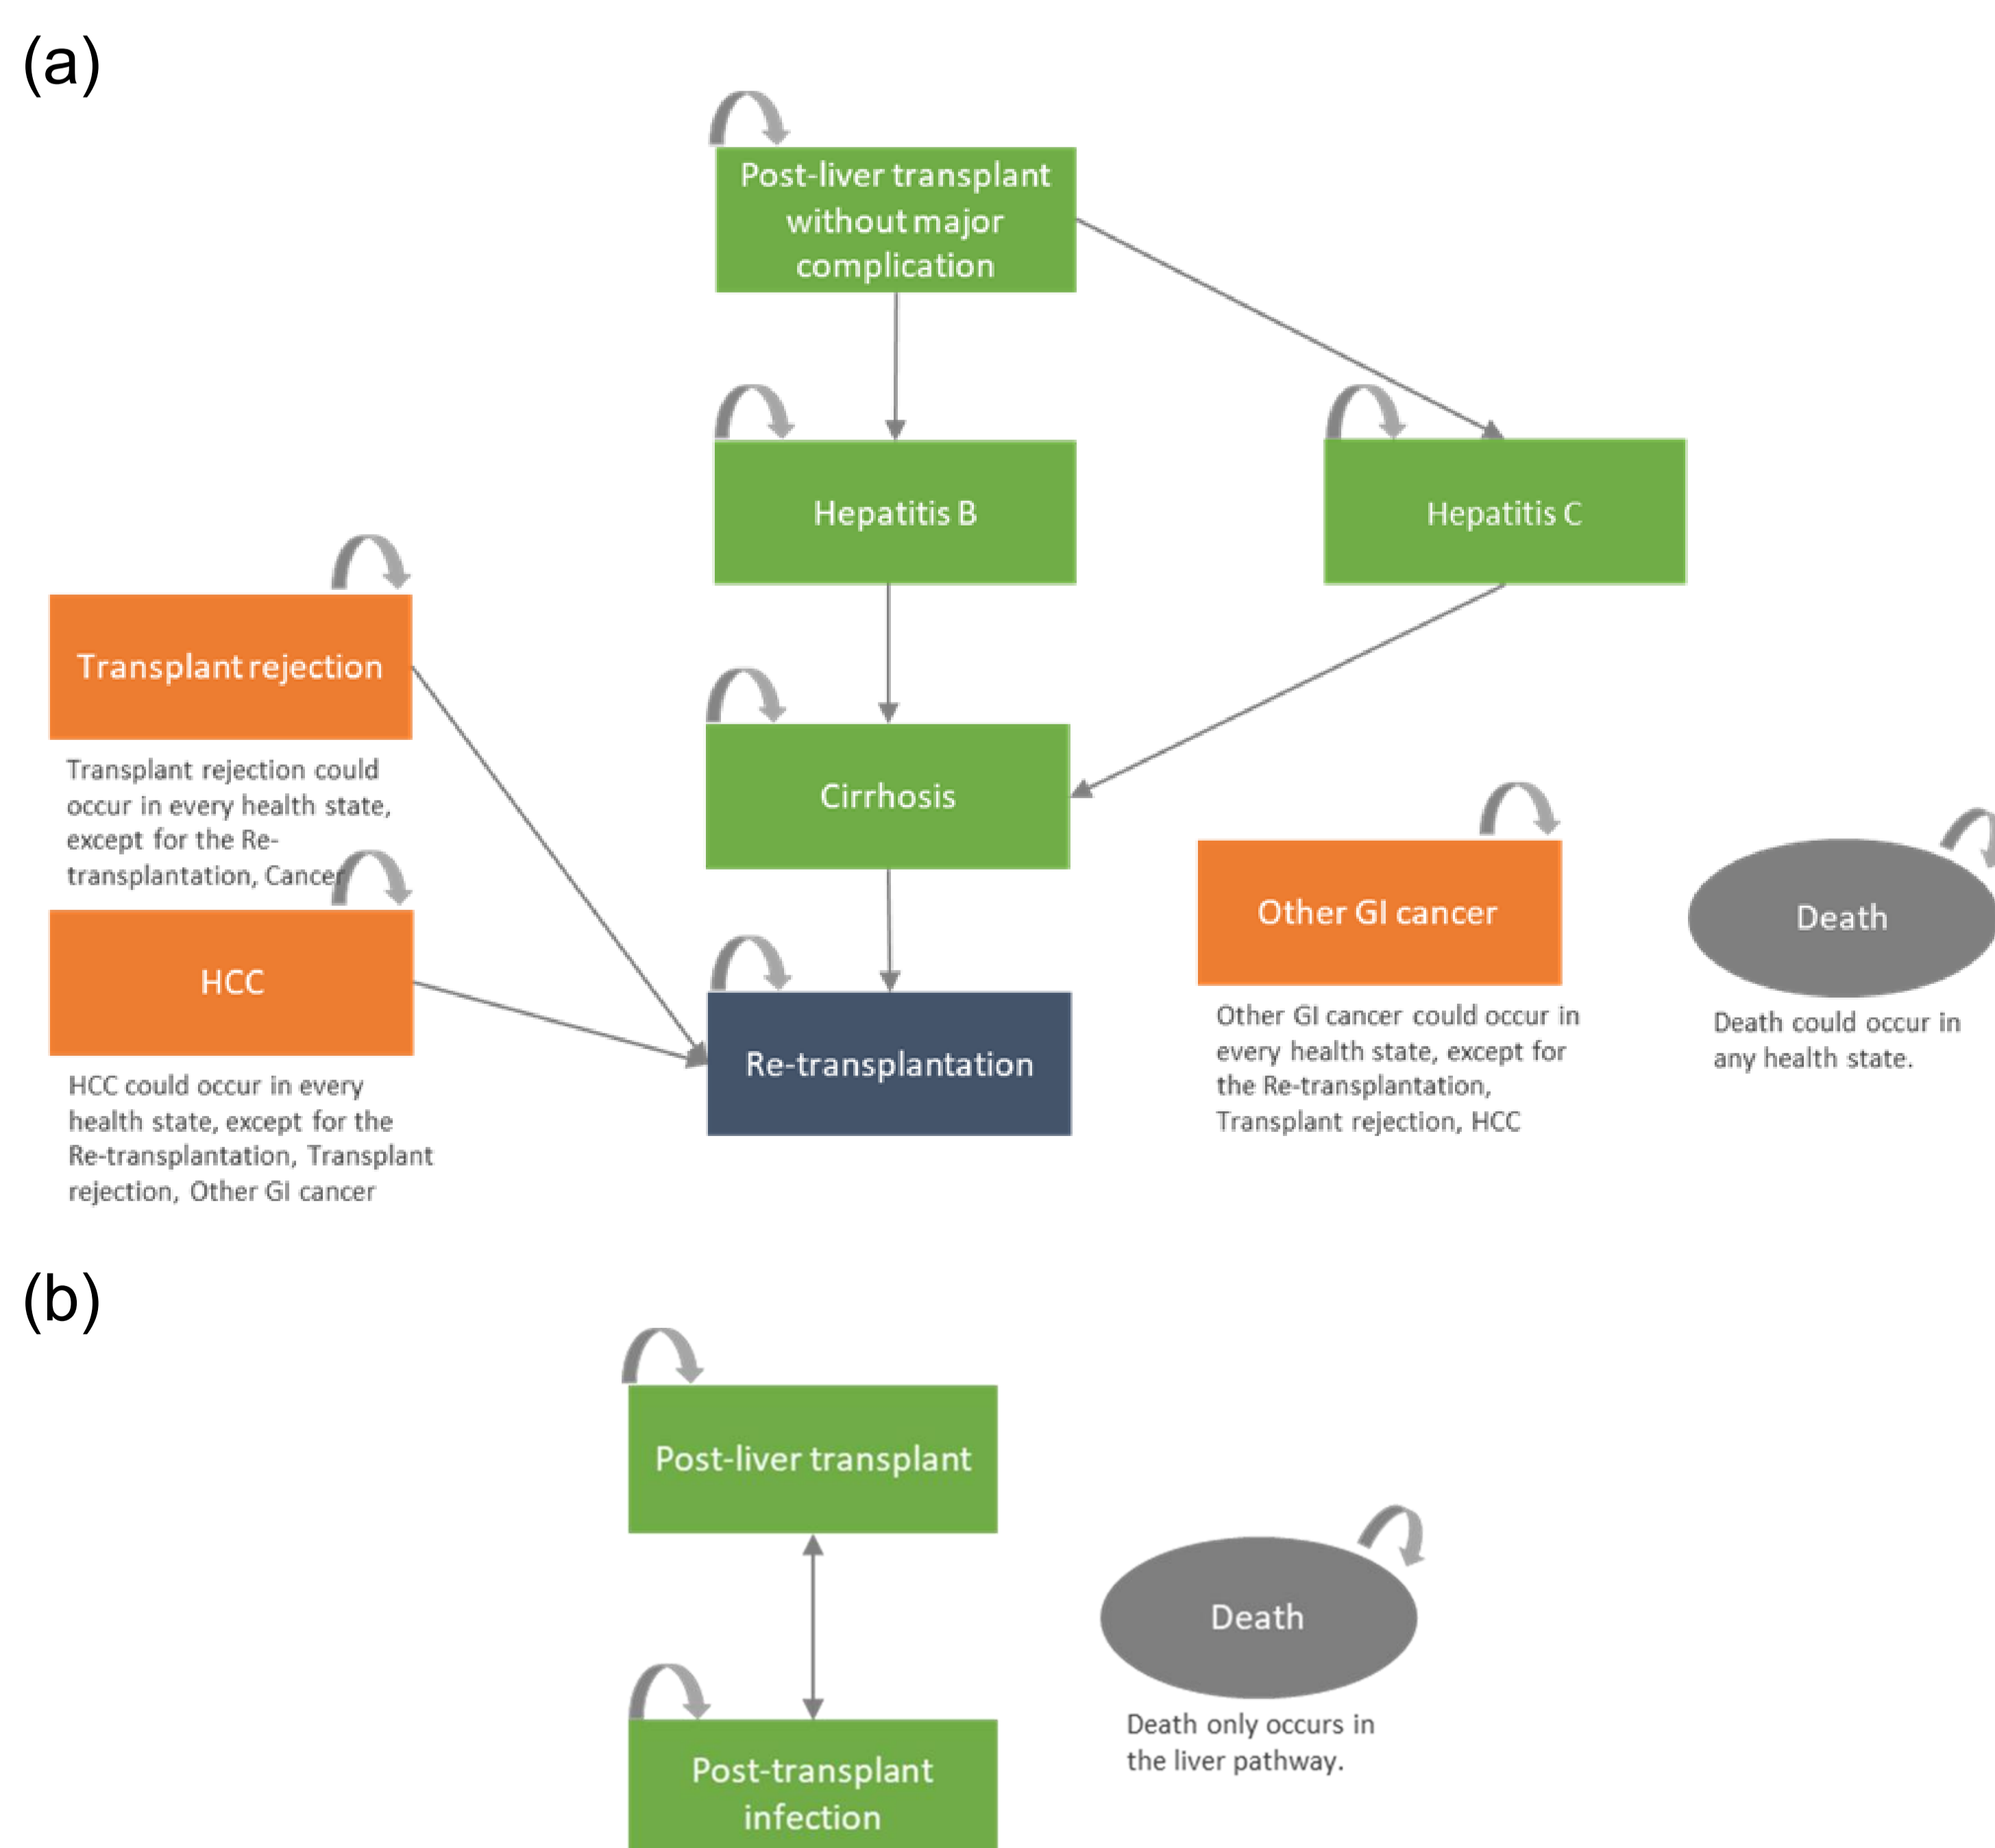 (a)
Post-liver transplant
without major
complication
Hepatitis B
Hepatitis C
Transplant rejection
Transplant rejection could
occur in every health state,
except for the Re-
transplantation, Cancer
Cirrhosis
HCC
HCC could occur in every
health state, except for the
Re-transplantation, Transplant
rejection, Other GI cancer
Re-transplantation
Other GI cancer
Other GI cancer could occur in
every health state, except for
the Re-transplantation,
Transplant rejection, HCC
Death
Death could occur in
any health state.
(b)
Post-liver transplant
Death
Death only occurs in
the liver pathway.
Post-transplant
infection